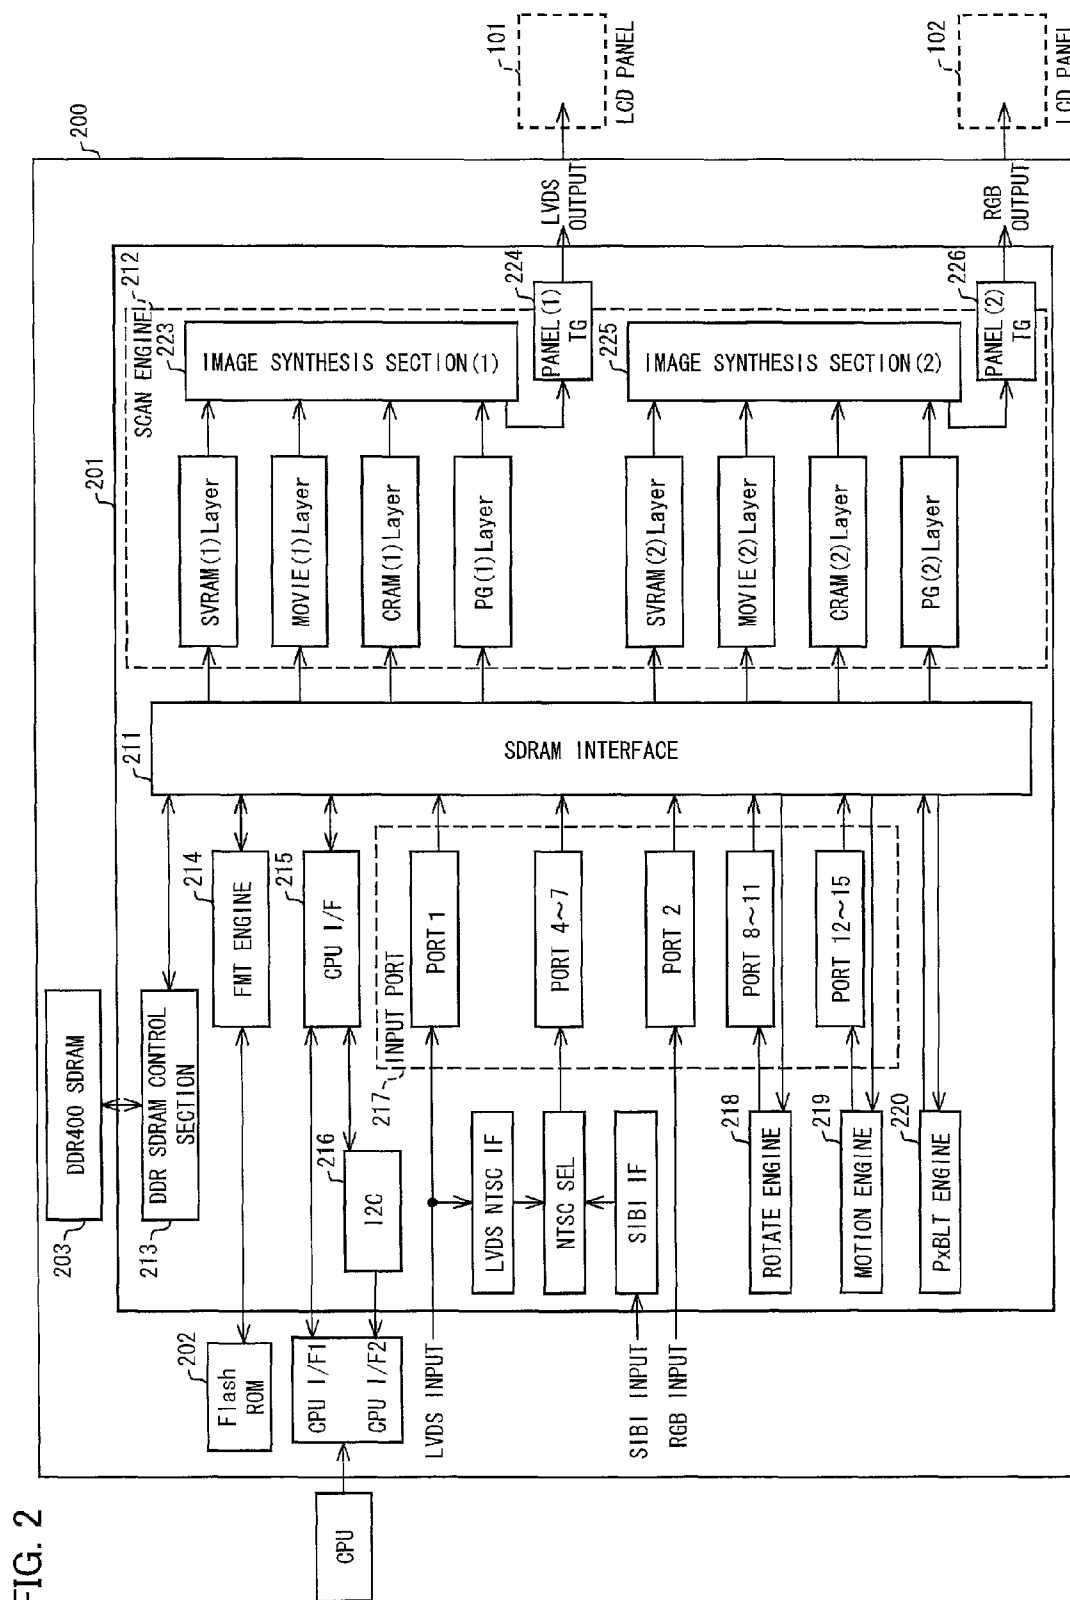 FIG. 2
200
201
CPU
CPU I/F1
CPU I/F2
202
Flash
ROM
203
DDR400 SDRAM
213
DDR SDRAM CONTROL
SECTION
214
FMT ENGINE
215
CPU I/F
216
I2C
217
INPUT PORT
PORT 1
PORT 4～7
PORT 2
PORT 8～11
PORT 12～15
LVDS INPUT
SIBI INPUT
RGB INPUT
LVDS NTSC IF
NTSC SEL
SIBI IF
218
ROTATE ENGINE
219
MOTION ENGINE
220
PxBLT ENGINE
211
SDRAM INTERFACE
SCAN ENGINE
212
SVRAM(1)Layer
MOVIE(1)Layer
CRAM(1)Layer
PG(1)Layer
SVRAM(2)Layer
MOVIE(2)Layer
CRAM(2)Layer
PG(2)Layer
223
IMAGE SYNTHESIS SECTION(1)
224
PANEL(1)
TG
225
IMAGE SYNTHESIS SECTION(2)
226
PANEL(2)
TG
LVDS
OUTPUT
RGB
OUTPUT
101
LCD PANEL
102
LCD PANEL